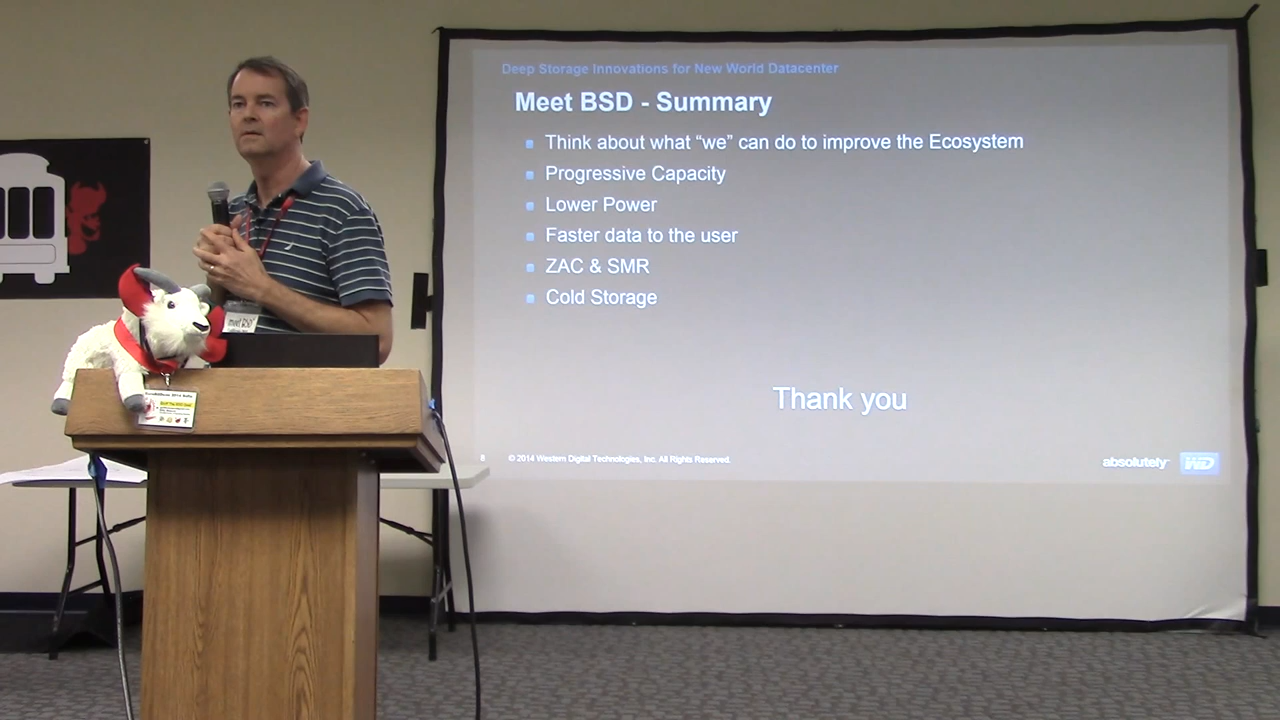 Deep Storage Innovations for New World Datacenter
Meet BSD - Summary
Think about what “we” can do to improve the Ecosystem
Progressive Capacity
Lower Power
Faster data to the user
ZAC & SMR
Cold Storage
Thank you
8 © 2014 Western Digital Technologies, Inc. All Rights Reserved.
absolutely™ WD
meetBSD